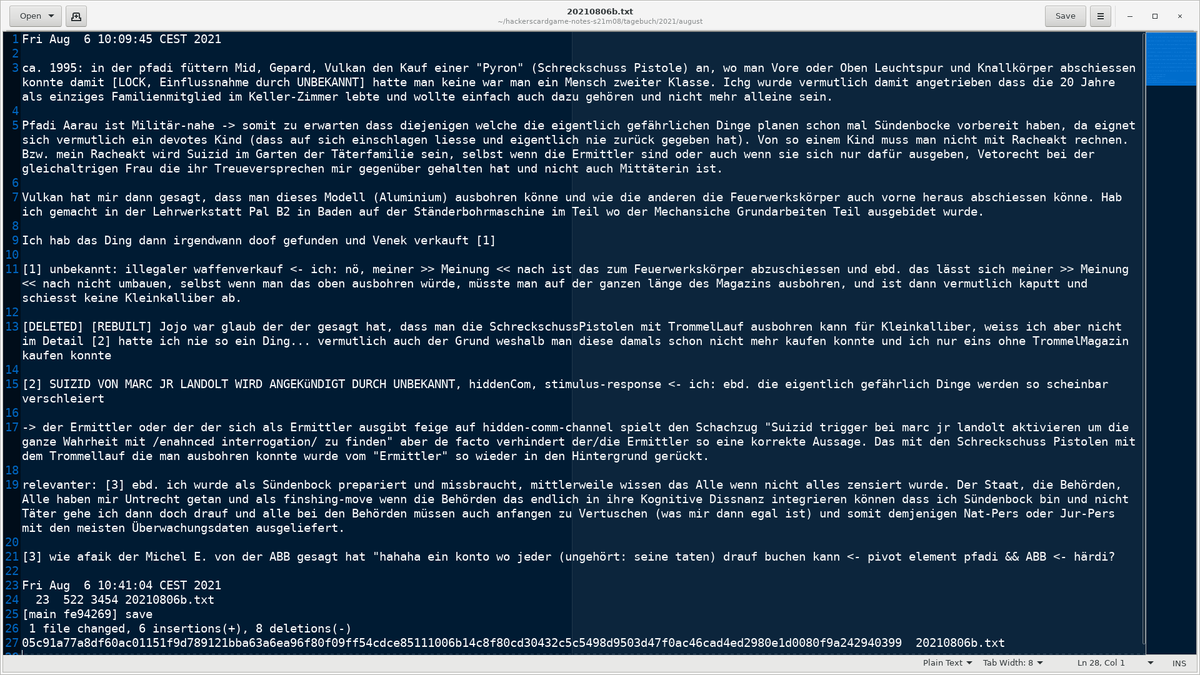 Open
20210806b.txt
~/hackerscardgame-notes-s21m08/tagebuch/2021/august
Save
1 Fri Aug  6 10:09:45 CEST 2021
2
3 ca. 1995: in der pfadi füttern Mid, Gepard, Vulkan den Kauf einer "Pyron" (Schreckschuss Pistole) an, wo man Vore oder Oben Leuchtspur und Knallkörper abschiessen
konnte damit [LOCK, Einflussnahme durch UNBEKANNT] hatte man keine war man ein Mensch zweiter Klasse. Ichg wurde vermutlich damit angetrieben dass die 20 Jahre
als einziges Familienmitglied im Keller-Zimmer lebte und wollte einfach auch dazu gehören und nicht mehr alleine sein.
4
5 Pfadi Aarau ist Militär-nahe -> somit zu erwarten dass diejenigen welche die eigentlich gefährlichen Dinge planen schon mal Sündenbocke vorbereit haben, da eignet
sich vermutlich ein devotes Kind (dass auf sich einschlagen liesse und eigentlich nie zurück gegeben hat). Von so einem Kind muss man nicht mit Racheakt rechnen.
Bzw. mein Racheakt wird Suizid im Garten der Täterfamilie sein, selbst wenn die Ermittler sind oder auch wenn sie sich nur dafür ausgeben, Vetorecht bei der
gleichaltrigen Frau die ihr Treueversprechen mir gegenüber gehalten hat und nicht auch Mittäterin ist.
6
7 Vulkan hat mir dann gesagt, dass man dieses Modell (Aluminium) ausbohren könne und wie die anderen die Feuerwerkskörper auch vorne heraus abschiessen könne. Hab
ich gemacht in der Lehrwerkstatt Pal B2 in Baden auf der Ständerbohrmaschine im Teil wo der Mechansiche Grundarbeiten Teil ausgebidet wurde.
8
9 Ich hab das Ding dann irgendwann doof gefunden und Venek verkauft [1]
10
11 [1] unbekannt: illegaler waffenverkauf <- ich: nö, meiner >> Meinung << nach ist das zum Feuerwerkskörper abzuschiessen und ebd. das lässt sich meiner >> Meinung
<< nach nicht umbauen, selbst wenn man das oben ausbohren würde, müsste man auf der ganzen länge des Magazins ausbohren, und ist dann vermutlich kaputt und
schiesst keine Kleinkalliber ab.
12
13 [DELETED] [REBUILT] Jojo war glaub der der gesagt hat, dass man die SchreckschussPistolen mit TrommelLauf ausbohren kann für Kleinkalliber, weiss ich aber nicht
im Detail [2] hatte ich nie so ein Ding... vermutlich auch der Grund weshalb man diese damals schon nicht mehr kaufen konnte und ich nur eins ohne TrommelMagazin
kaufen konnte
14
15 [2] SUIZID VON MARC JR LANDOLT WIRD ANGEKüNDIGT DURCH UNBEKANNT, hiddenCom, stimulus-response <- ich: ebd. die eigentlich gefährlich Dinge werden so scheinbar
verschleiert
16
17 -> der Ermittler oder der der sich als Ermittler ausgibt feige auf hidden-comm-channel spielt den Schachzug "Suizid trigger bei marc jr landolt aktivieren um die
ganze Wahrheit mit /enahnced interrogation/ zu finden" aber de facto verhindert der/die Ermittler so eine korrekte Aussage. Das mit den Schreckschuss Pistolen mit
dem Trommellauf die man ausbohren konnte wurde vom "Ermittler" so wieder in den Hintergrund gerückt.
18
19 relevanter: [3] ebd. ich wurde als Sündenbock prepariert und missbraucht, mittlerweile wissen das Alle wenn nicht alles zensiert wurde. Der Staat, die Behörden,
Alle haben mir Untrecht getan und als finshing-move wenn die Behörden das endlich in ihre Kognitive Dissnanz integrieren können dass ich Sündenbock bin und nicht
Täter gehe ich dann doch drauf und alle bei den Behörden müssen auch anfangen zu Vertuschen (was mir dann egal ist) und somit demjenigen Nat-Pers oder Jur-Pers
mit den meisten Überwachungsdaten ausgeliefert.
20
21 [3] wie afaik der Michel E. von der ABB gesagt hat "hahaha ein konto wo jeder (ungehört: seine taten) drauf buchen kann <- pivot element pfadi && ABB <- härdi?
22
23 Fri Aug  6 10:41:04 CEST 2021
24   23  522 3454 20210806b.txt
25 [main fe94269] save
26  1 file changed, 6 insertions(+), 8 deletions(-)
27 05c91a77a8df60ac01151f9d789121bba63a6ea96f80f09ff54cdce85111006b14c8f80cd30432c5c5498d9503d47f0ac46cad4ed2980e1d0080f9a242940399  20210806b.txt
Plain Text Tab Width: 8 Ln 28, Col 1 INS